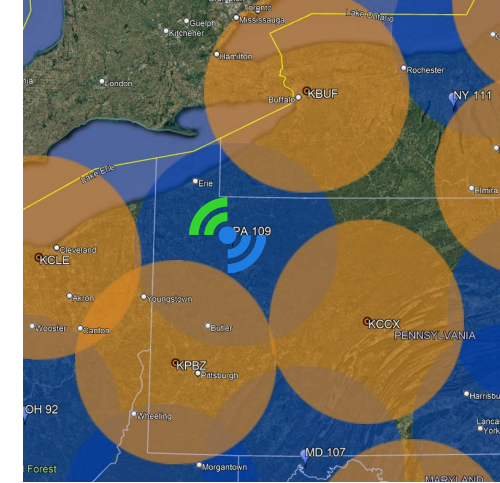 Toronto
Lake Ontario
Guelph
Mississauga
Kitchener
Hamilton
Rochester
London
KBUF
NY 111
Buffalo
Lake Erie
Erie
Elmira
PA 109
Cleveland
KCLE
Akron
Youngstown
Wooster
Canton
Butler
KCCX
PENNSYLVANIA
KPBZ
Pittsburgh
OH 92
Wheeling
Harrisbu
Lanca
York
MD 107
Forest
Morgantown
MARYLAND